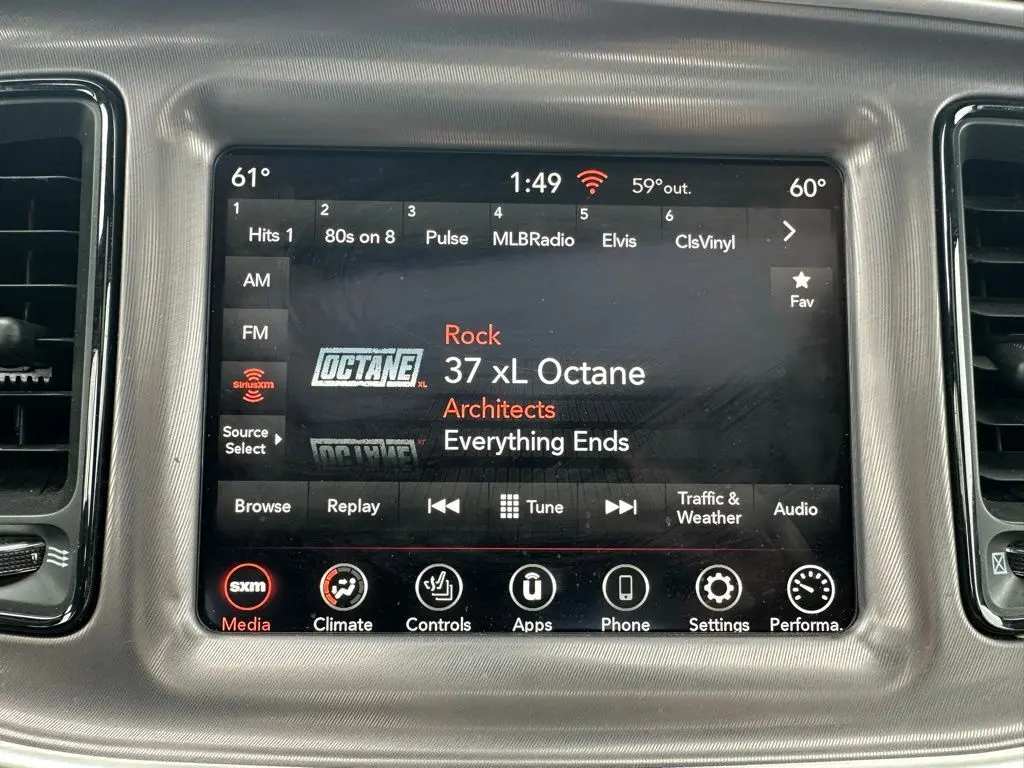 61° 1:49 59°out. 60°
1 2 3 4 5 6
Hits 1 80s on 8 Pulse MLBRadio Elvis ClsVinyl
AM
Fav
FM
Rock
OCTANE XL 37 xL Octane
SiriusXM
Architects
Source
Select
Everything Ends
Browse Replay Tune Traffic &
Weather Audio
sxm
Media Climate Controls Apps Phone Settings Performa.